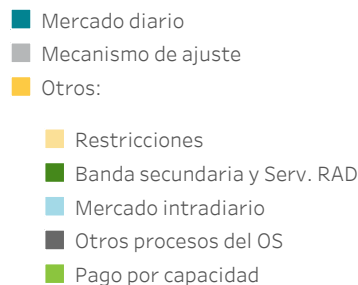 Mercado diario
Mecanismo de ajuste
Otros:
Restricciones
Banda secundaria y Serv. RAD
Mercado intradiario
Otros procesos del OS
Pago por capacidad